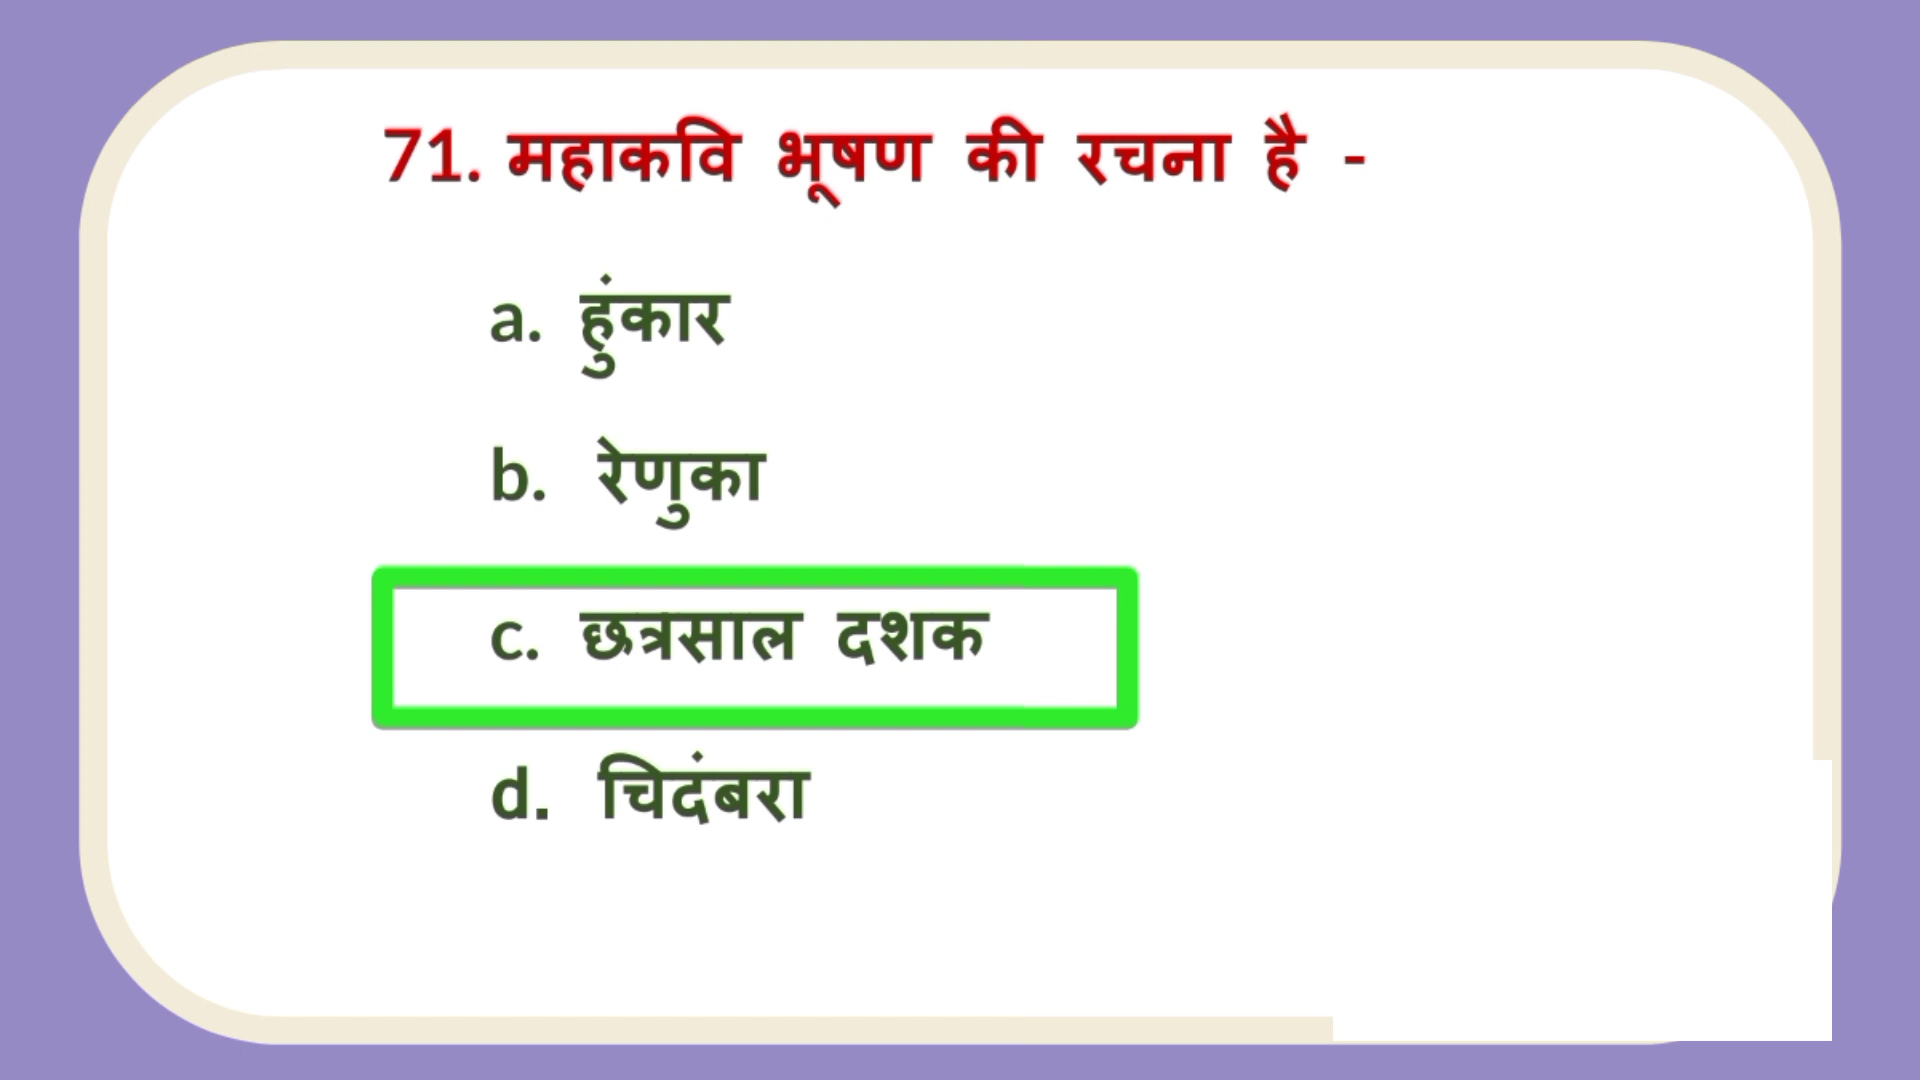 71. महाकवि भूषण की रचना है -
a. हुंकार
b. रेणुका
c. छत्रसाल दशक
d. चिदंबरा